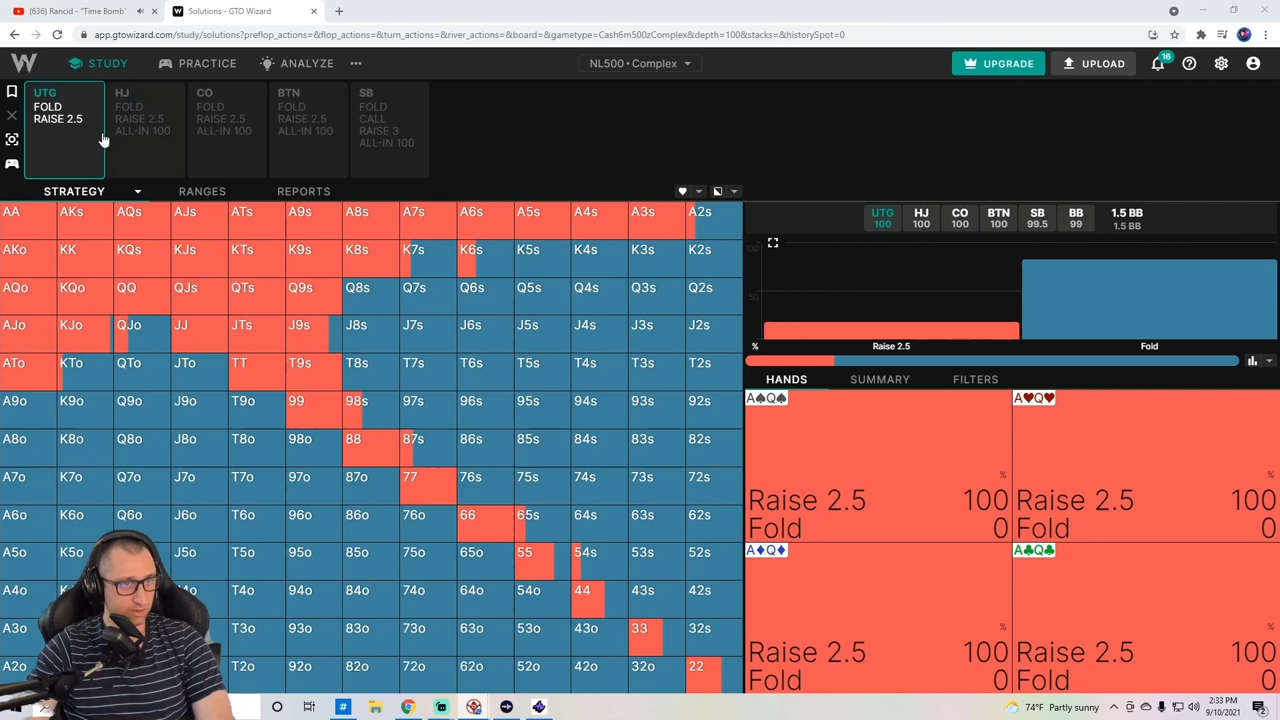 (636) Rancid - "Time Bomb"
Solutions - GTO Wizard
app.gtowizard.com/study/solutions?preflop_actions=&flop_actions=&turn_actions=&river_actions=&board=&gametype=Cash6m500zComplex&depth=100&stacks=&historySpot=0
W STUDY PRACTICE ANALYZE ••• NL500 • Complex UPGRADE UPLOAD 16
UTG HJ CO BTN SB
FOLD FOLD FOLD FOLD FOLD
RAISE 2.5 RAISE 2.5 RAISE 2.5 RAISE 2.5 CALL
ALL-IN 100 ALL-IN 100 ALL-IN 100 RAISE 3
ALL-IN 100
STRATEGY RANGES REPORTS
AA AKs AQs AJs ATs A9s A8s A7s A6s A5s A4s A3s A2s
AKo KK KQs KJs KTs K9s K8s K7s K6s K5s K4s K3s K2s
AQo KQo QQ QJs QTs Q9s Q8s Q7s Q6s Q5s Q4s Q3s Q2s
AJo KJo QJo JJ JTs J9s J8s J7s J6s J5s J4s J3s J2s
ATo KTo QTo JTo TT T9s T8s T7s T6s T5s T4s T3s T2s
A9o K9o Q9o J9o T9o 99 98s 97s 96s 95s 94s 93s 92s
A8o K8o Q8o J8o T8o 98o 88 87s 86s 85s 84s 83s 82s
A7o K7o Q7o J7o T7o 97o 87o 77 76s 75s 74s 73s 72s
A6o K6o Q6o J6o T6o 96o 86o 76o 66 65s 64s 63s 62s
A5o K5o J5o T5o 95o 85o 75o 65o 55 54s 53s 52s
A4o T4o 94o 84o 74o 64o 54o 44 43s 42s
A3o T3o 93o 83o 73o 63o 53o 43o 33 32s
A2o T2o 92o 82o 72o 62o 52o 42o 32o 22
UTG HJ CO BTN SB BB 1.5 BB
100 100 100 100 99.5 99 1.5 BB
100
50
% Raise 2.5 Fold
HANDS SUMMARY FILTERS
A♠Q♠ A♥Q♥
% %
Raise 2.5 100 Raise 2.5 100
Fold 0 Fold 0
A♦Q♦ A♣Q♣
% %
Raise 2.5 100 Raise 2.5 100
Fold 0 Fold 0
74°F Partly sunny
2:33 PM
9/10/2021
2